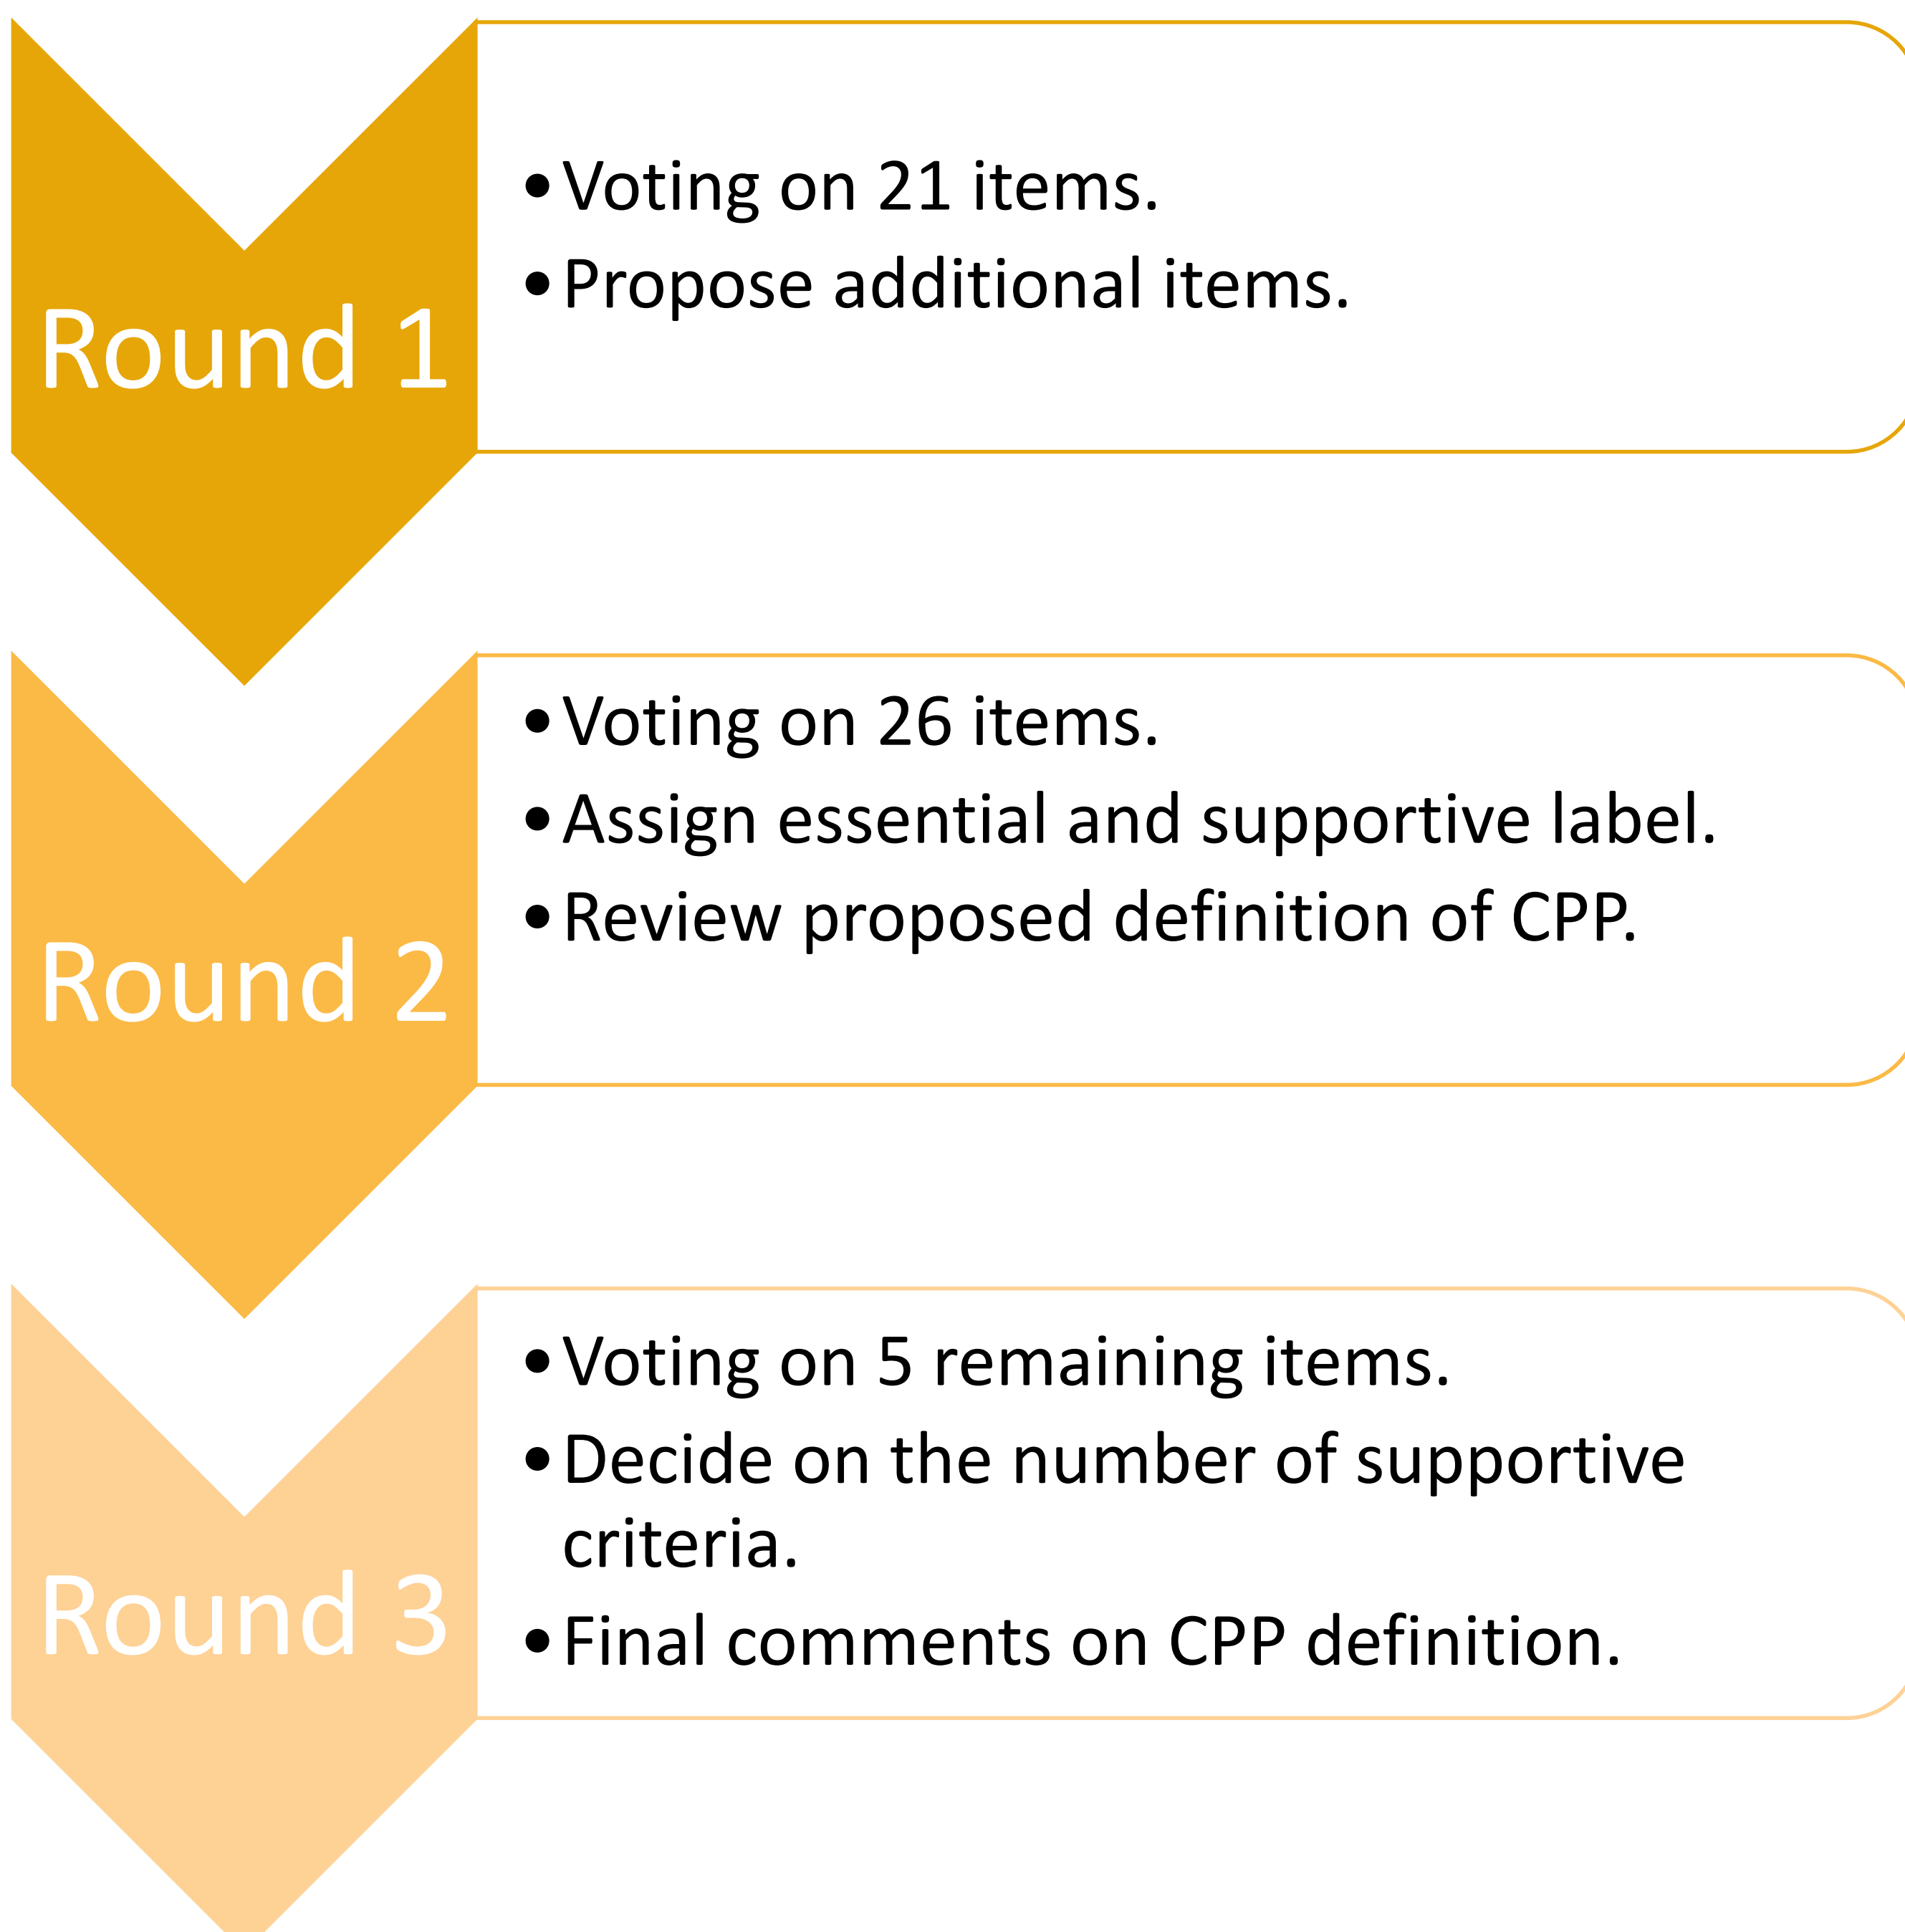 Round 1
•Voting on 21 items.
•Propose additional items.
Round 2
•Voting on 26 items.
•Assign essential and supportive label.
•Review proposed definition of CPP.
Round 3
•Voting on 5 remaining items.
•Decide on the number of supportive
criteria.
•Final comments on CPP definition.